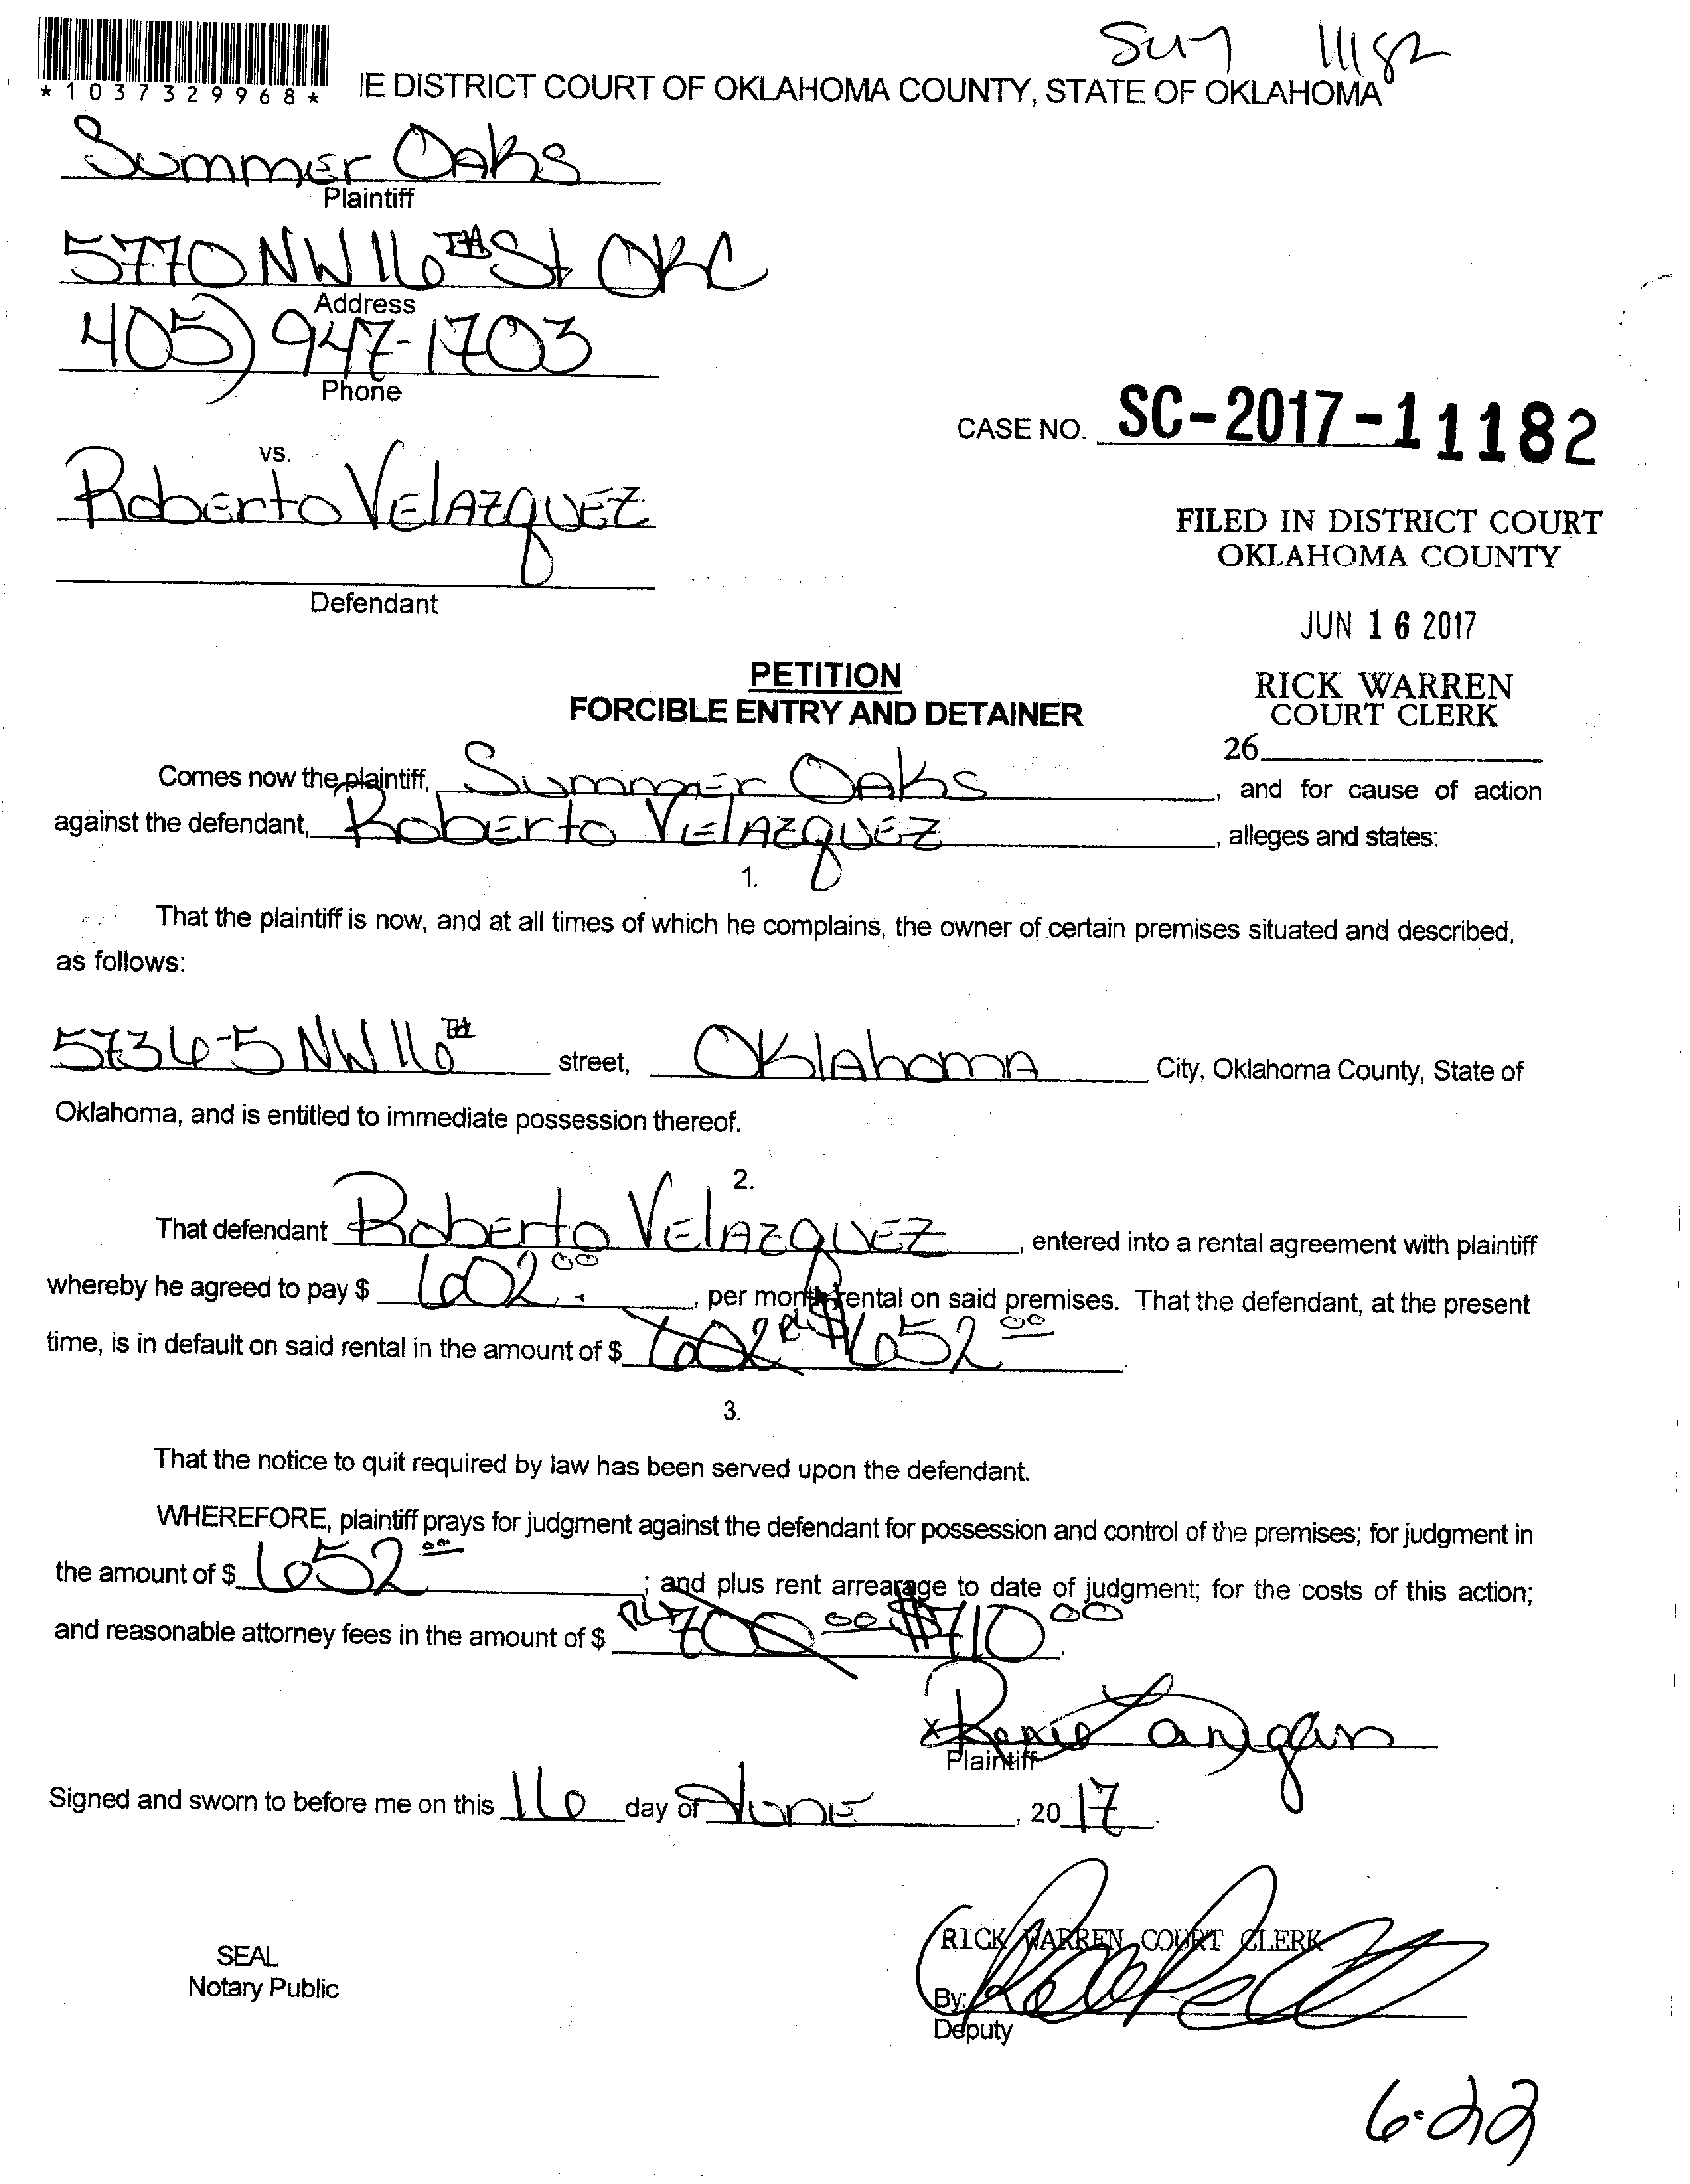 11182
*1037329968*
IE DISTRICT COURT OF OKLAHOMA COUNTY, STATE OF OKLAHOMA
Summer Oaks
Plaintiff
5770 NW 16TH St OKC
Address
405) 947-1703
Phone
CASE NO. SC-2017-11182
vs.
Roberto Velazquez
Defendant
FILED IN DISTRICT COURT
OKLAHOMA COUNTY
JUN 16 2017
RICK WARREN
COURT CLERK
26
PETITION
FORCIBLE ENTRY AND DETAINER
Comes now the plaintiff, Summer Oaks, and for cause of action
against the defendant, Roberto Velazquez, alleges and states:
1.
That the plaintiff is now, and at all times of which he complains, the owner of certain premises situated and described,
as follows:
5736-5 NW 16TH street, Oklahoma City, Oklahoma County, State of
Oklahoma, and is entitled to immediate possession thereof.
2.
That defendant Roberto Velazquez, entered into a rental agreement with plaintiff
whereby he agreed to pay $ 602.00, per month rental on said premises. That the defendant, at the present
time, is in default on said rental in the amount of $ 602 RL $652 00.
3.
That the notice to quit required by law has been served upon the defendant.
WHEREFORE, plaintiff prays for judgment against the defendant for possession and control of the premises; for judgment in
the amount of $ 652 00; and plus rent arrearage to date of judgment; for the costs of this action;
and reasonable attorney fees in the amount of $ RL 700 00 $710 00.
x Lanigan
Plaintiff
Signed and sworn to before me on this 16 day of June, 2017.
RICK WARREN COURT CLERK
SEAL
Notary Public
By:
Deputy
6-22